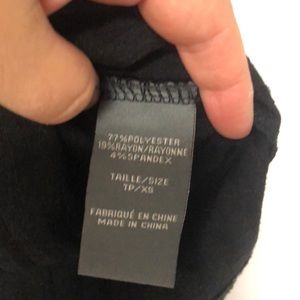 77%POLYESTER
19%RAYON/RAYONNE
4%SPANDEX
TAILLE/SIZE
TP/XS
FABRIQUÉ EN CHINE
MADE IN CHINA